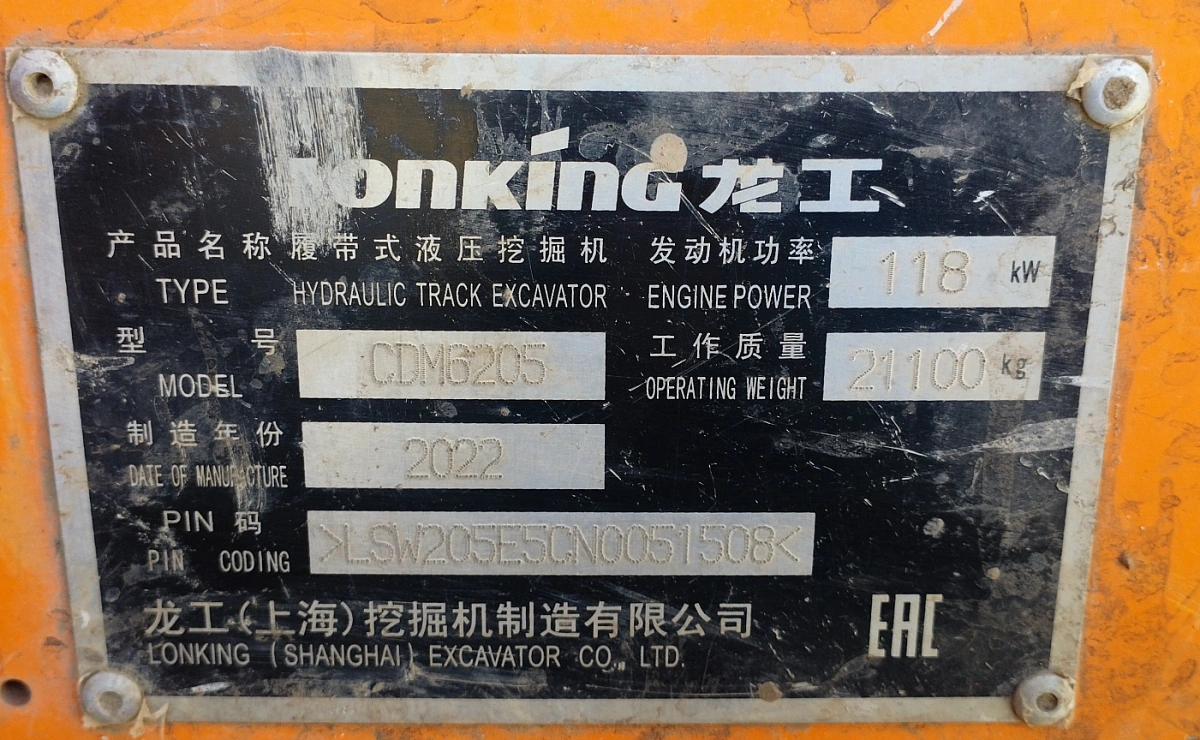 LONKING 龙工
产品名称 履带式液压挖掘机 发动机功率 118 kW
TYPE HYDRAULIC TRACK EXCAVATOR ENGINE POWER
型 号 CDM6205 工作质量 21100 kg
MODEL OPERATING WEIGHT
制造年份 2022
DATE OF MANUFACTURE
PIN 码 >LSW205E5CN0051508<
PIN CODING
龙工(上海)挖掘机制造有限公司 EAC
LONKING (SHANGHAI) EXCAVATOR CO., LTD.